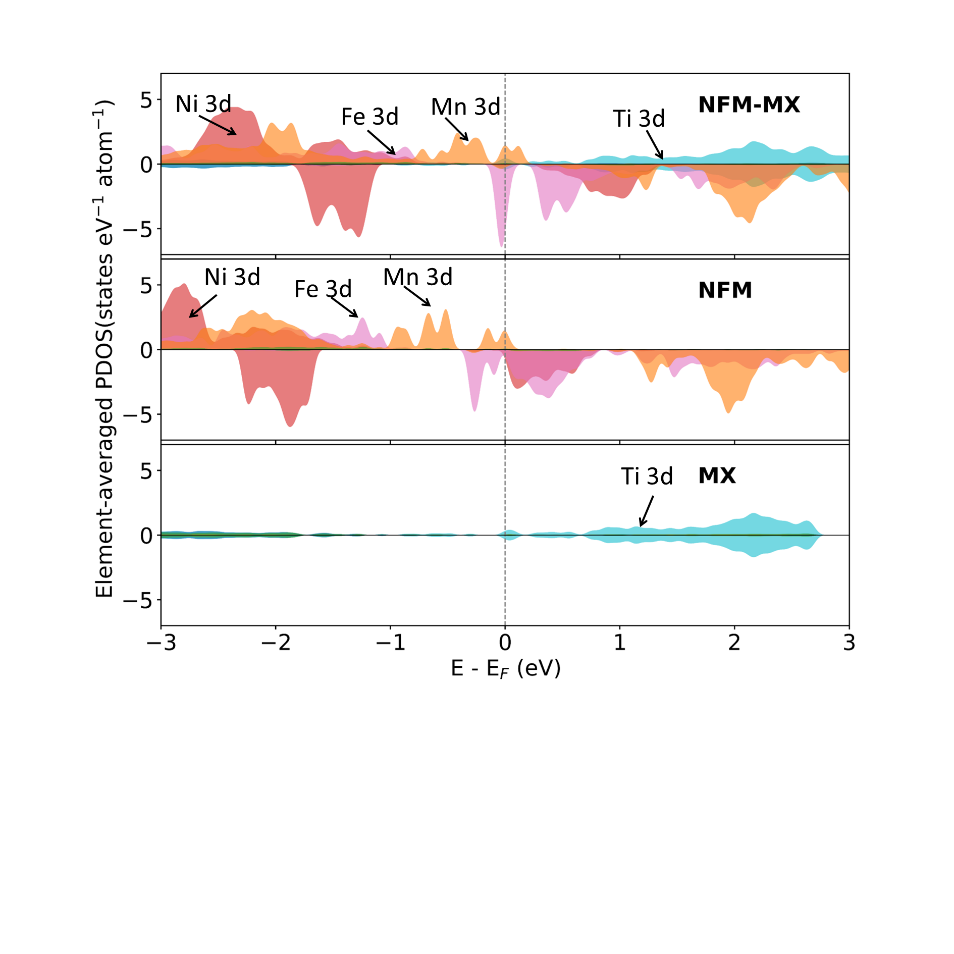 Element-averaged PDOS(states eV⁻¹ atom⁻¹)
5
0
−5
Ni 3d
Fe 3d
Mn 3d
Ti 3d
NFM-MX
5
0
−5
Ni 3d
Fe 3d
Mn 3d
NFM
5
0
−5
Ti 3d
MX
−3 −2 −1 0 1 2 3
E - E_F (eV)